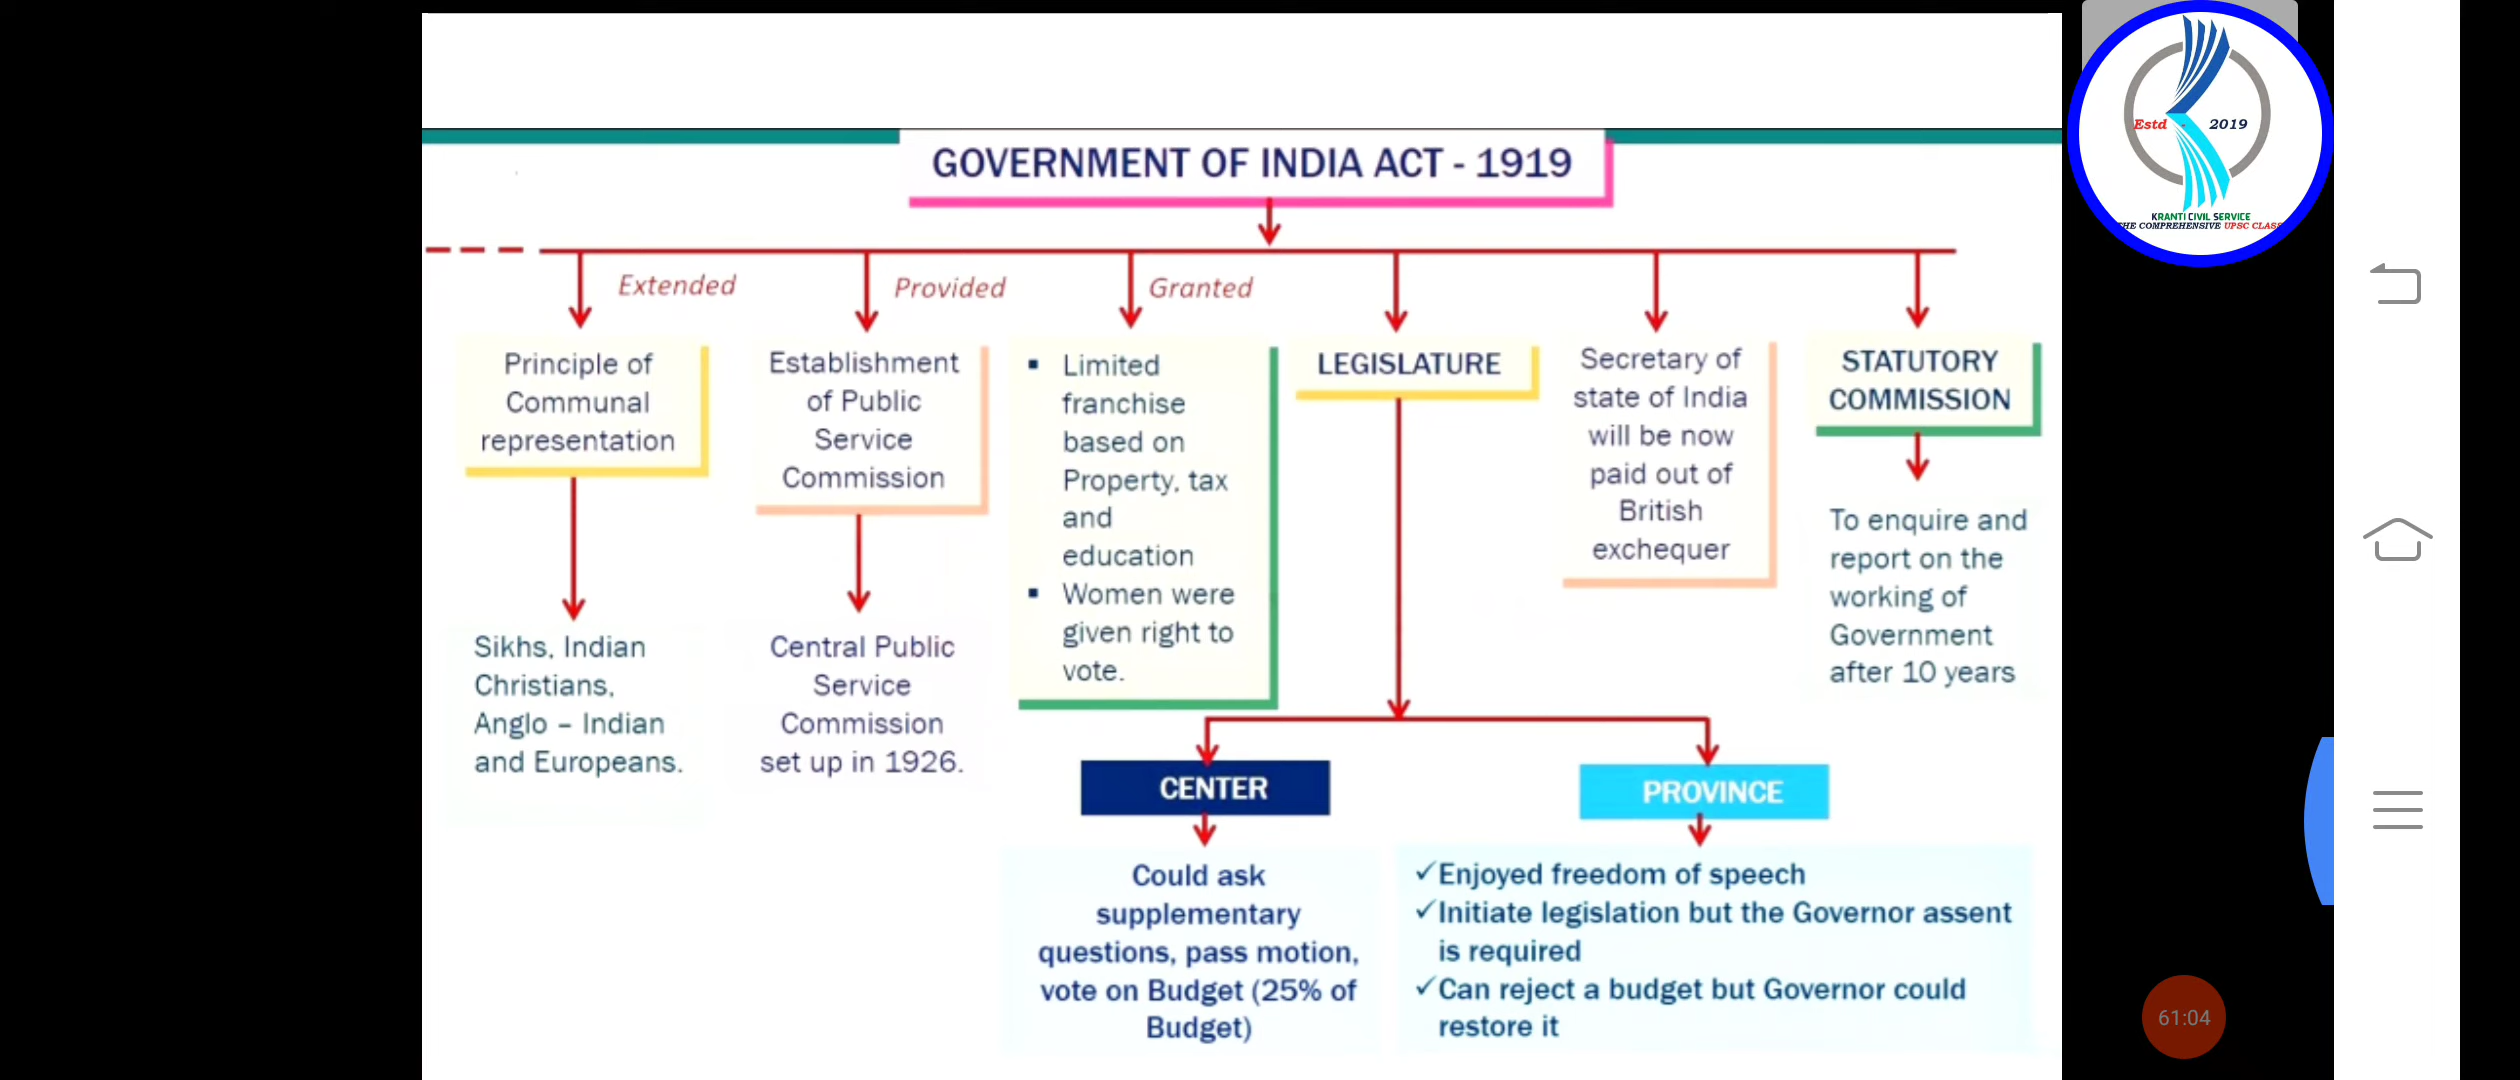 GOVERNMENT OF INDIA ACT - 1919
Extended
Provided
Granted
Principle of
Communal
representation
Sikhs, Indian
Christians,
Anglo – Indian
and Europeans.
Establishment
of Public
Service
Commission
Central Public
Service
Commission
set up in 1926.
▪ Limited
franchise
based on
Property, tax
and
education
▪ Women were
given right to
vote.
LEGISLATURE
CENTER
Could ask
supplementary
questions, pass motion,
vote on Budget (25% of
Budget)
PROVINCE
✓Enjoyed freedom of speech
✓Initiate legislation but the Governor assent
is required
✓Can reject a budget but Governor could
restore it
Secretary of
state of India
will be now
paid out of
British
exchequer
STATUTORY
COMMISSION
To enquire and
report on the
working of
Government
after 10 years
Estd - 2019
KRANTI CIVIL SERVICE
THE COMPREHENSIVE UPSC CLASS
61:04